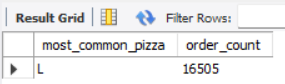 Result Grid Filter Rows:
most_common_pizza order_count
L 16505